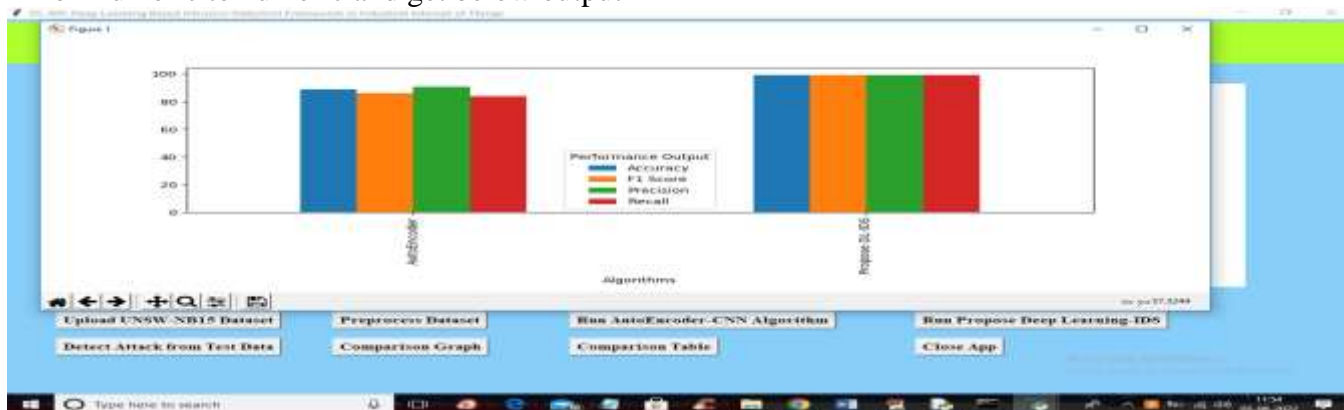 Figure 1
100
80
60
40
20
0
Performance Output
Accuracy
F1 Score
Precision
Recall
AutoEncoder
Propose DL-IDS
Algorithms
Upload UNSW-NB15 Dataset
Preprocess Dataset
Run AutoEncoder-CNN Algorithm
Run Propose Deep Learning-IDS
Detect Attack from Test Data
Comparison Graph
Comparison Table
Close App
Type here to search
11:54